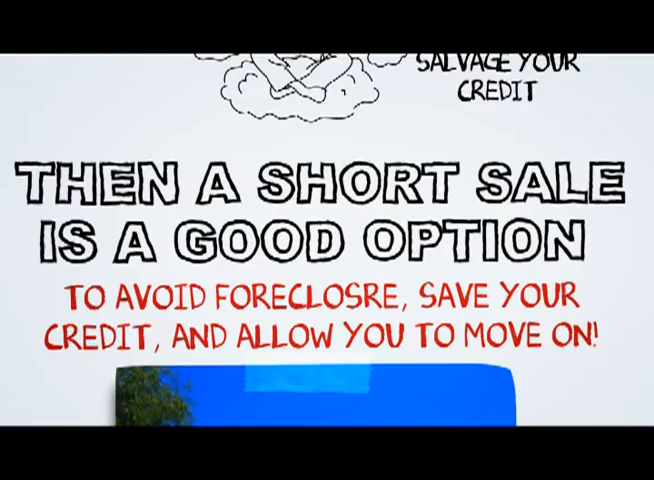 SALVAGE YOUR
CREDIT
THEN A SHORT SALE
IS A GOOD OPTION
TO AVOID FORECLOSRE, SAVE YOUR
CREDIT, AND ALLOW YOU TO MOVE ON!